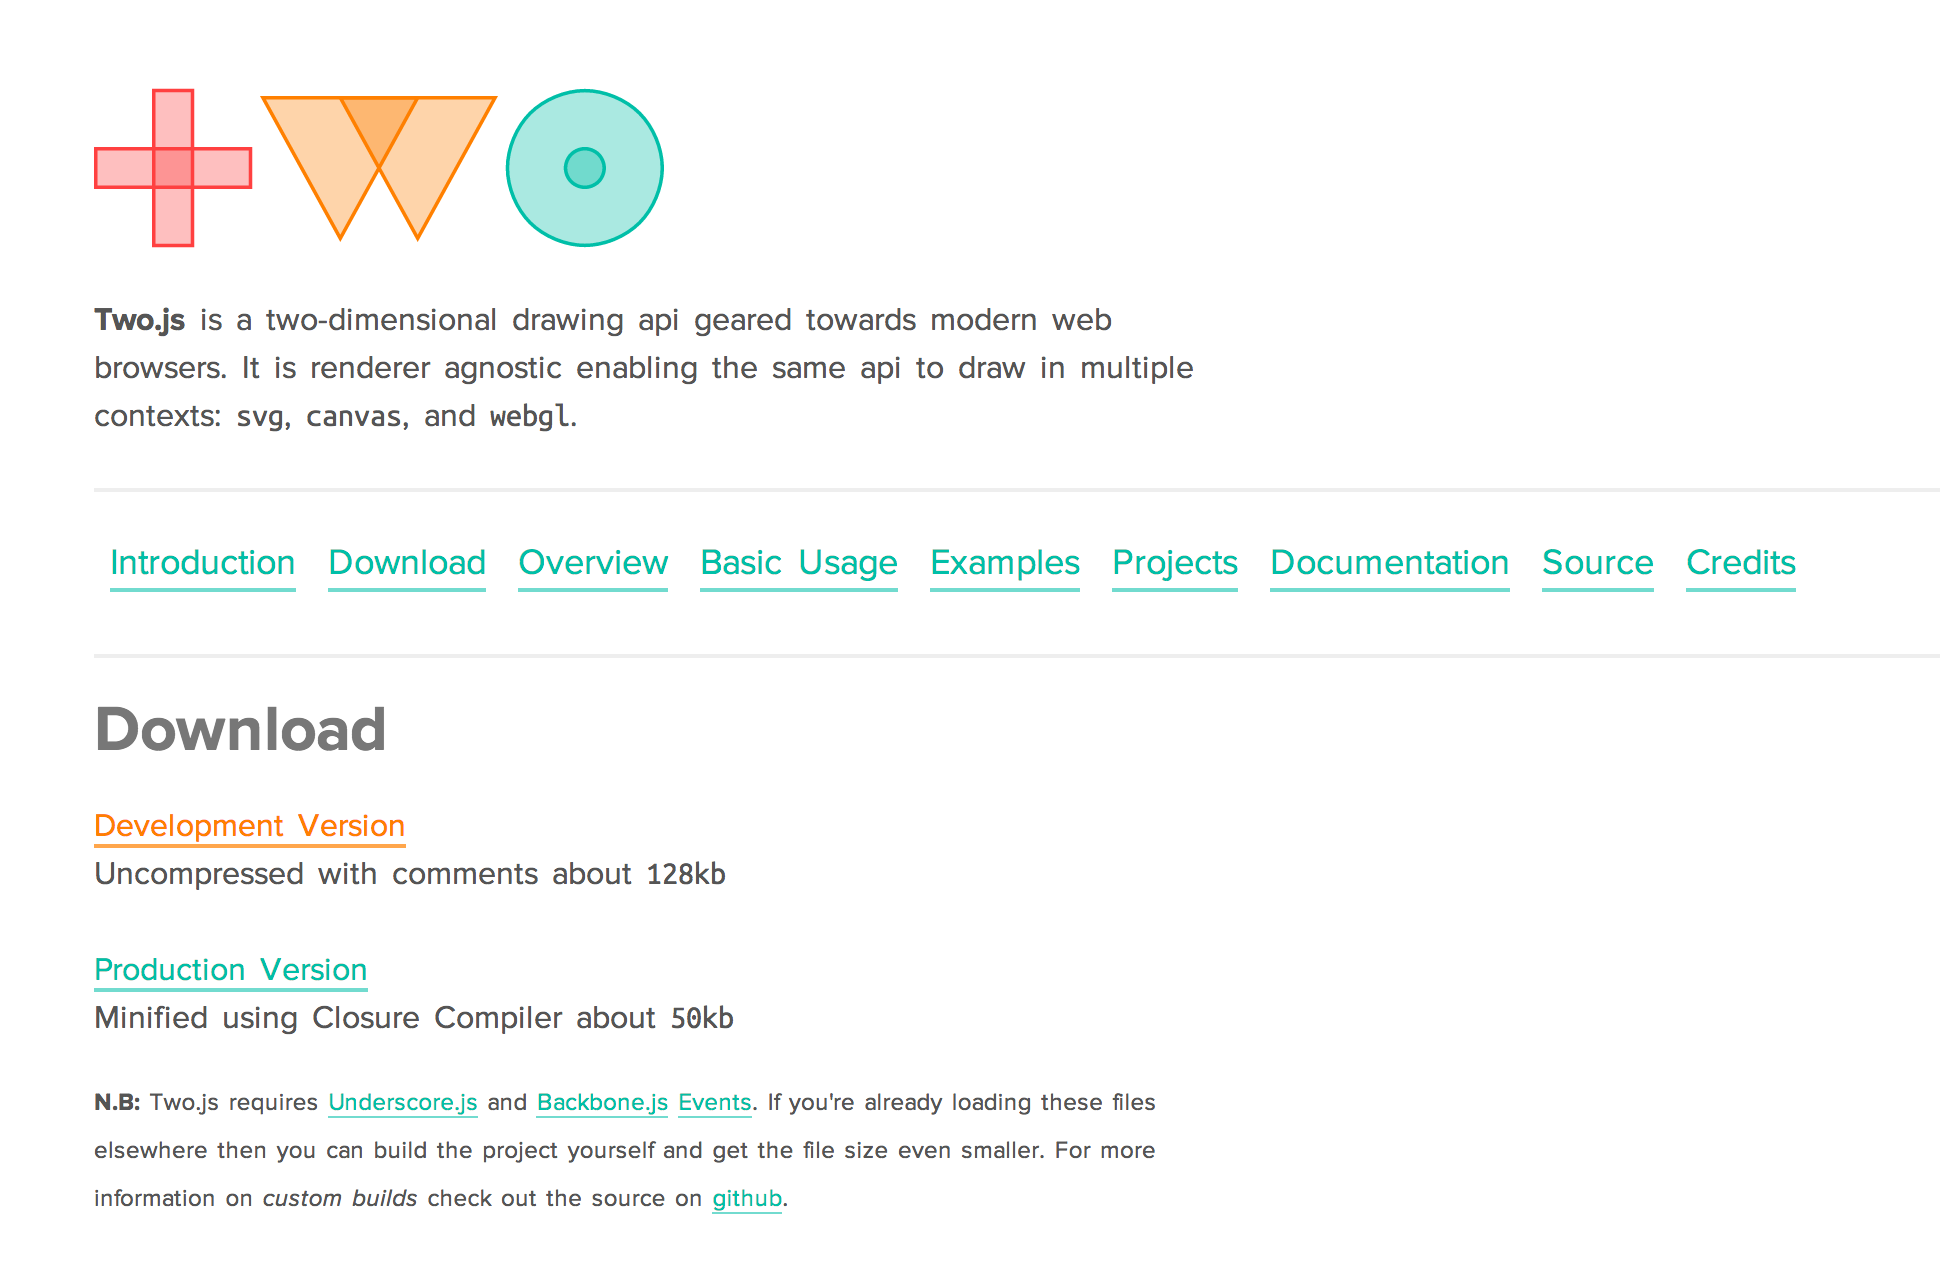 TWO
Two.js is a two-dimensional drawing api geared towards modern web
browsers. It is renderer agnostic enabling the same api to draw in multiple
contexts: svg, canvas, and webgl.
Introduction Download Overview Basic Usage Examples Projects Documentation Source Credits
Download
Development Version
Uncompressed with comments about 128kb
Production Version
Minified using Closure Compiler about 50kb
N.B: Two.js requires Underscore.js and Backbone.js Events. If you're already loading these files
elsewhere then you can build the project yourself and get the file size even smaller. For more
information on custom builds check out the source on github.